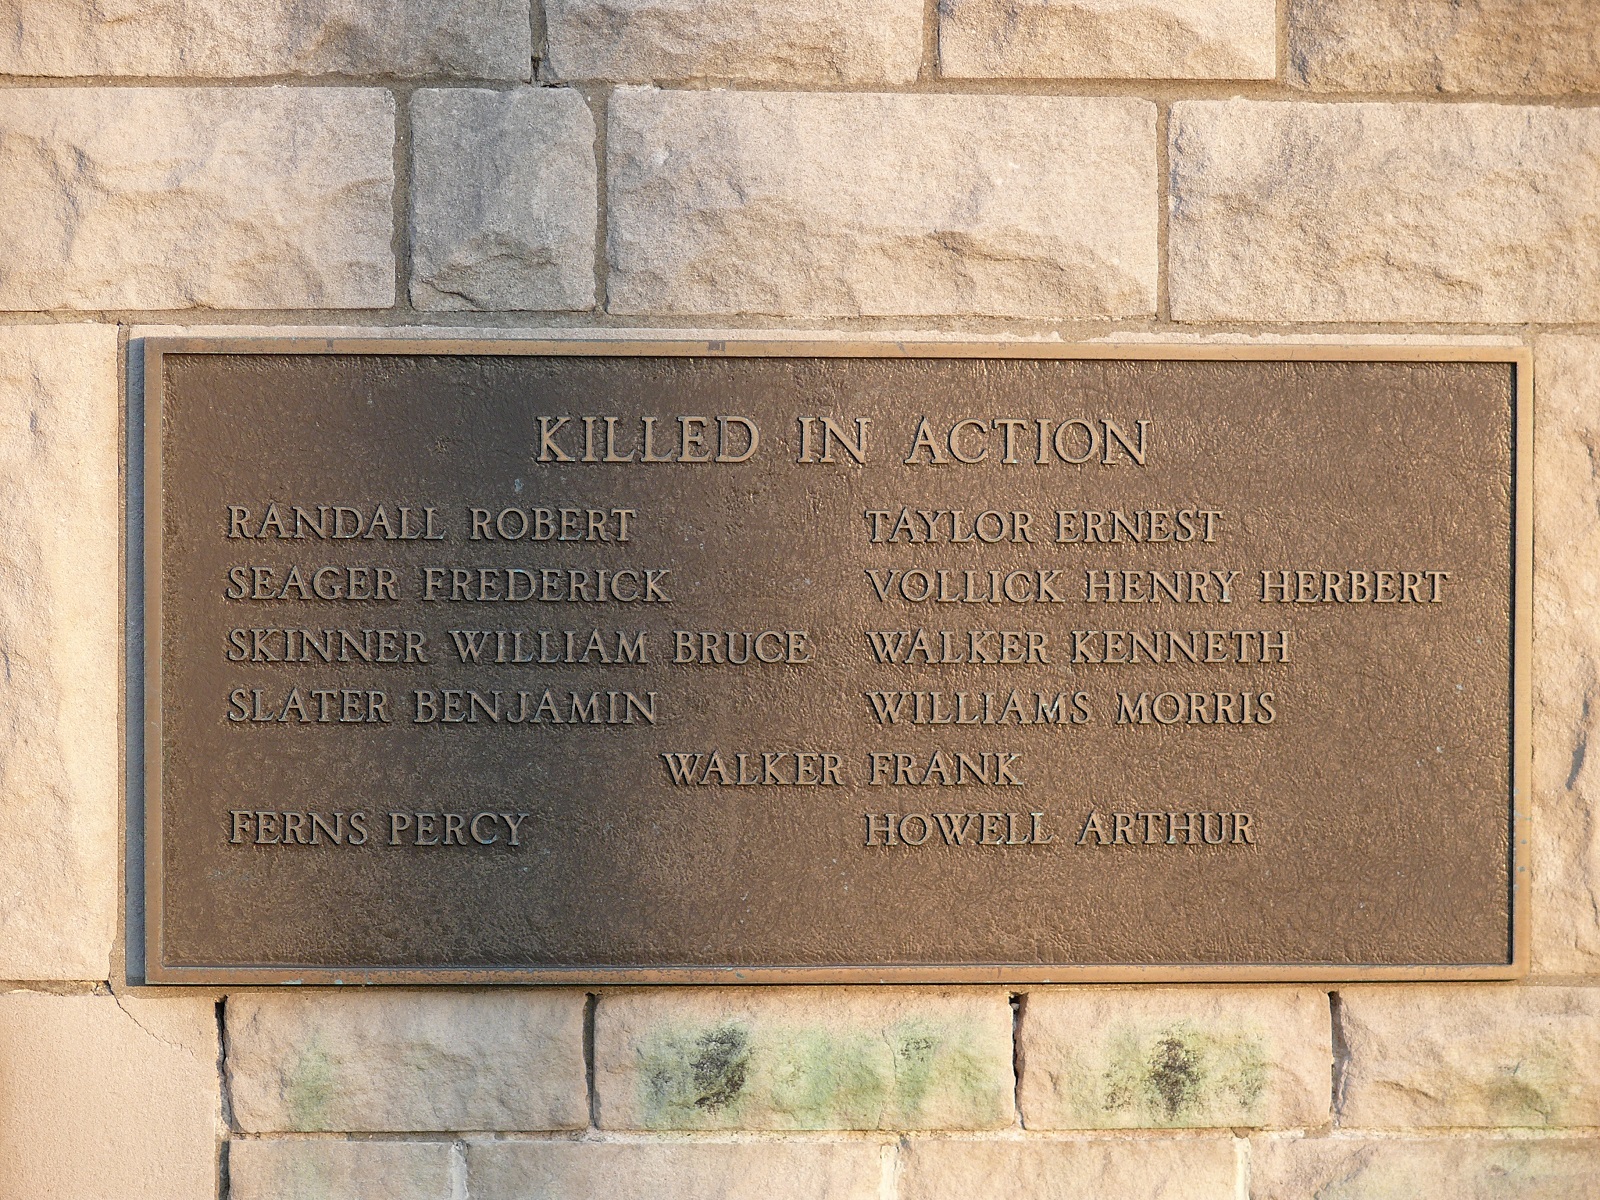 KILLED IN ACTION
RANDALL ROBERT
SEAGER FREDERICK
SKINNER WILLIAM BRUCE
SLATER BENJAMIN
TAYLOR ERNEST
VOLLICK HENRY HERBERT
WALKER KENNETH
WILLIAMS MORRIS
WALKER FRANK
FERNS PERCY
HOWELL ARTHUR